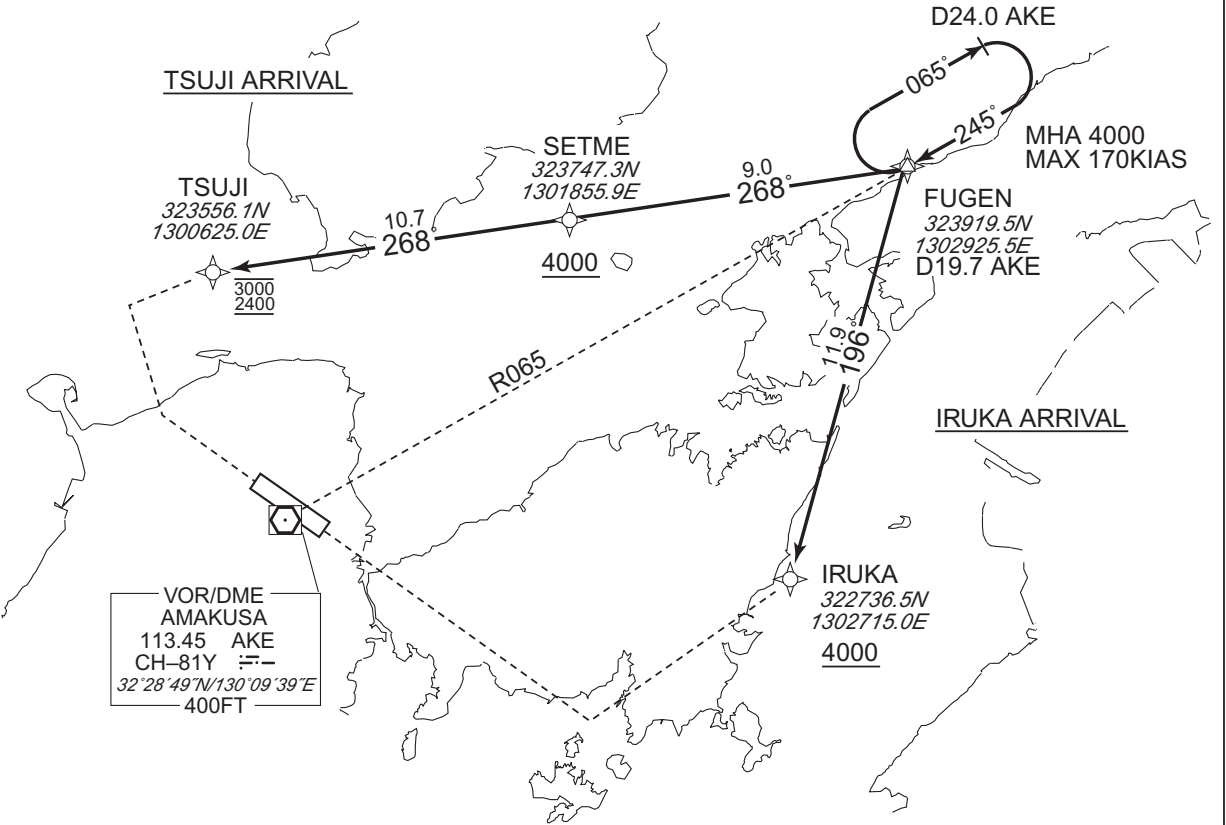 D24.0 AKE
TSUJI ARRIVAL
065°
245°
MHA 4000
MAX 170KIAS
SETME
323747.3N
1301855.9E
9.0
268°
TSUJI
323556.1N
1300625.0E
10.7
268°
FUGEN
323919.5N
1302925.5E
D19.7 AKE
4000
3000
2400
11.9
196°
R065
IRUKA ARRIVAL
IRUKA
322736.5N
1302715.0E
4000
VOR/DME
AMAKUSA
113.45 AKE
CH–81Y
32°28´49˝N/130°09´39˝E
400FT